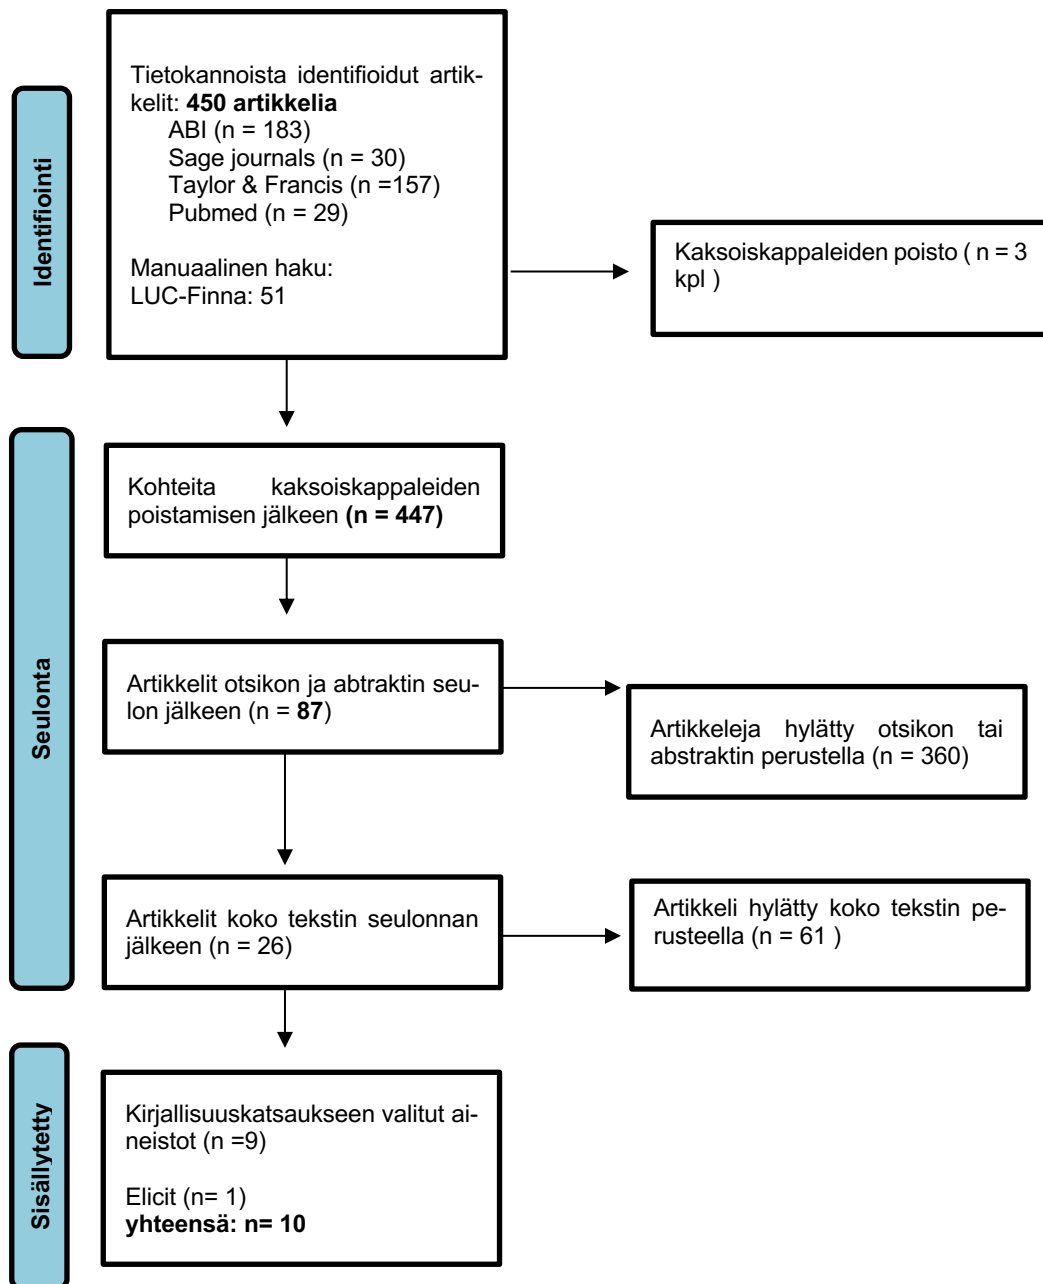 Identifiointi
Tietokannoista identifioidut artik-
kelit: 450 artikkelia
ABI (n = 183)
Sage journals (n = 30)
Taylor & Francis (n =157)
Pubmed (n = 29)
Manuaalinen haku:
LUC-Finna: 51
Kaksoiskappaleiden poisto ( n = 3
kpl )
Seulonta
Kohteita kaksoiskappaleiden
poistamisen jälkeen (n = 447)
Artikkelit otsikon ja abtraktin seu-
lon jälkeen (n = 87)
Artikkeleja hylätty otsikon tai
abstraktin perustella (n = 360)
Artikkelit koko tekstin seulonnan
jälkeen (n = 26)
Artikkeli hylätty koko tekstin pe-
rusteella (n = 61 )
Sisällytetty
Kirjallisuuskatsaukseen valitut ai-
neistot (n =9)
Elicit (n= 1)
yhteensä: n= 10